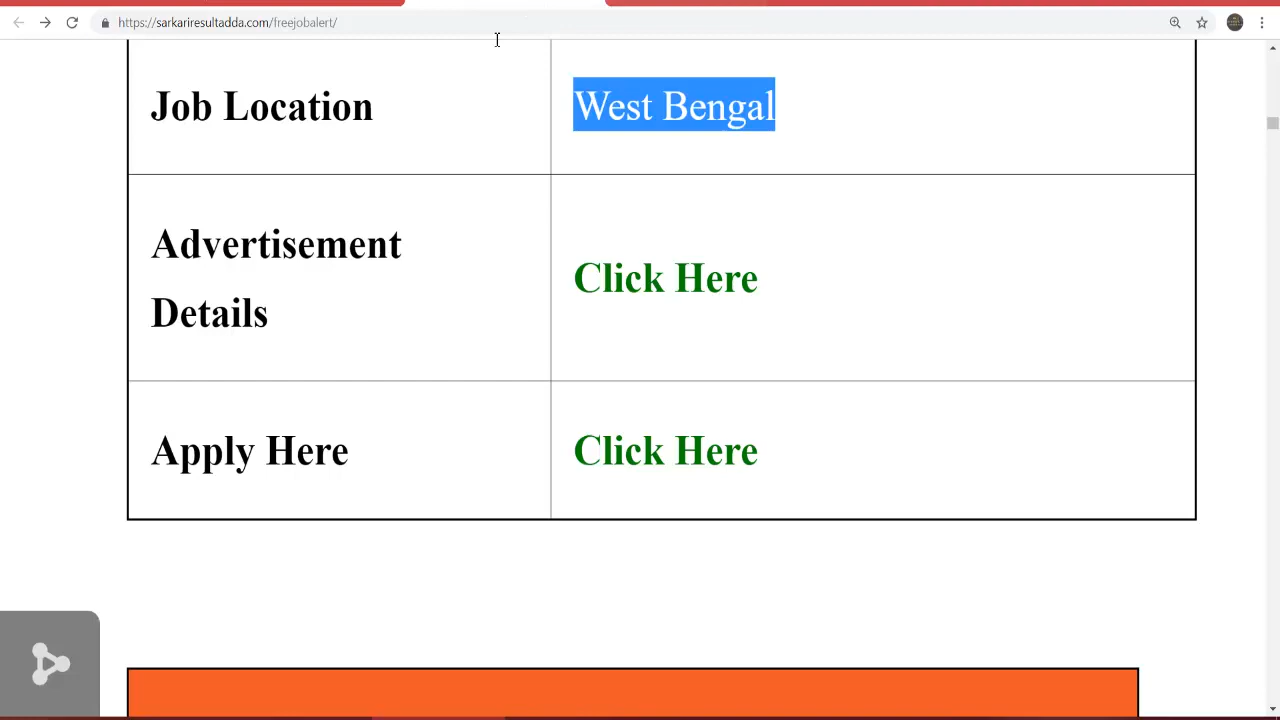 https://sarkariresultadda.com/freejobalert/
Job Location
West Bengal
Advertisement
Details
Click Here
Apply Here
Click Here